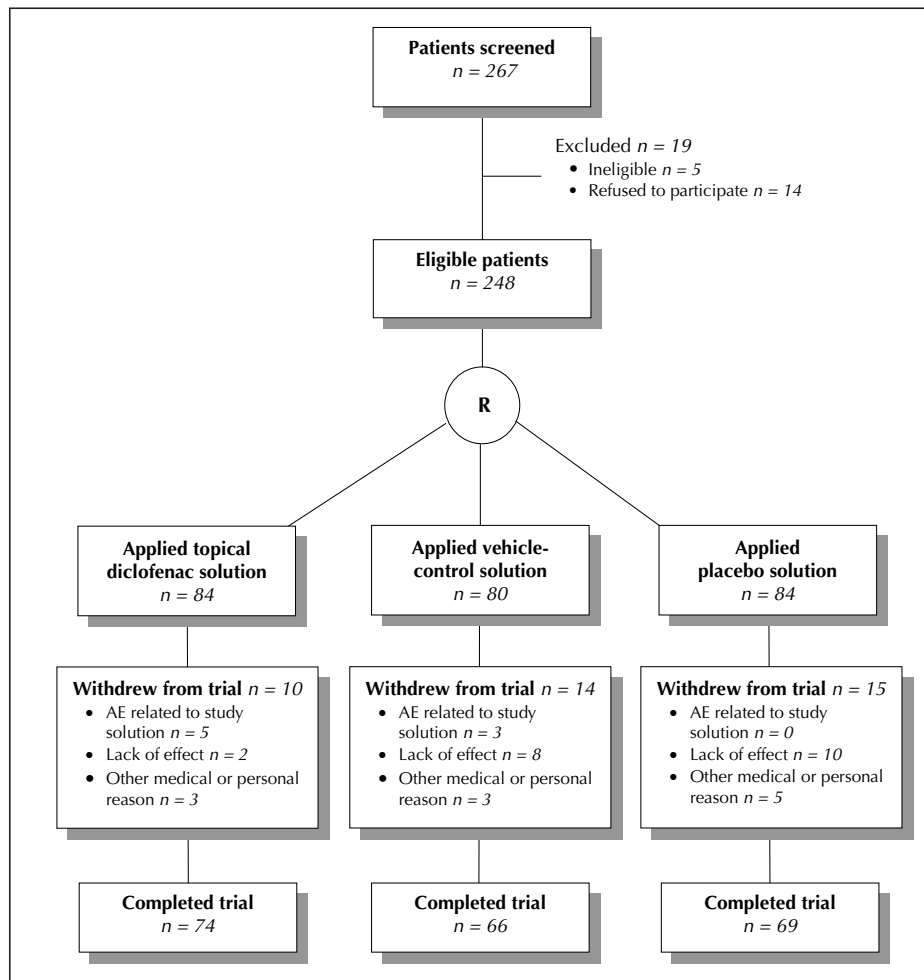 Patients screened
n = 267
Excluded n = 19
• Ineligible n = 5
• Refused to participate n = 14
Eligible patients
n = 248
R
Applied topical
diclofenac solution
n = 84
Applied vehicle-
control solution
n = 80
Applied
placebo solution
n = 84
Withdrew from trial n = 10
• AE related to study
solution n = 5
• Lack of effect n = 2
• Other medical or personal
reason n = 3
Withdrew from trial n = 14
• AE related to study
solution n = 3
• Lack of effect n = 8
• Other medical or personal
reason n = 3
Withdrew from trial n = 15
• AE related to study
solution n = 0
• Lack of effect n = 10
• Other medical or personal
reason n = 5
Completed trial
n = 74
Completed trial
n = 66
Completed trial
n = 69